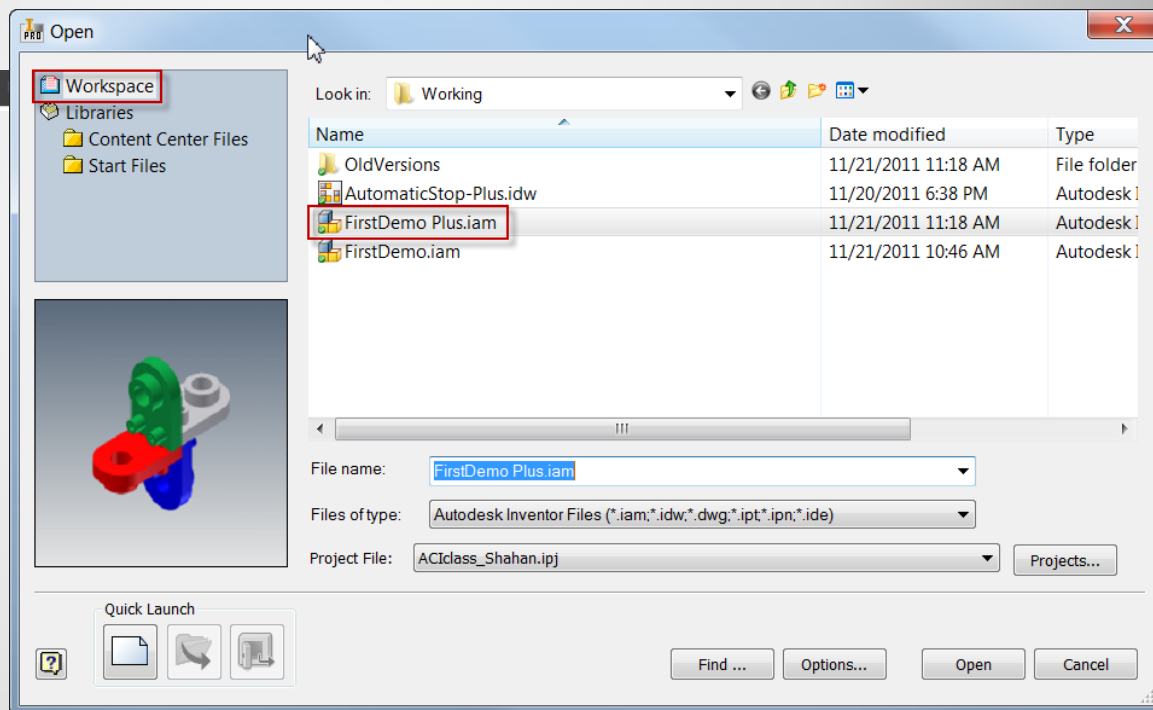 Open
Workspace
Libraries
Content Center Files
Start Files
Look in: Working
Name Date modified Type
OldVersions 11/21/2011 11:18 AM File folder
AutomaticStop-Plus.idw 11/20/2011 6:38 PM Autodesk I
FirstDemo Plus.iam 11/21/2011 11:18 AM Autodesk I
FirstDemo.iam 11/21/2011 10:46 AM Autodesk I
File name: FirstDemo Plus.iam
Files of type: Autodesk Inventor Files (*.iam;*.idw;*.dwg;*.ipt;*.ipn;*.ide)
Project File: ACIclass_Shahan.ipj Projects...
Quick Launch
Find ... Options... Open Cancel